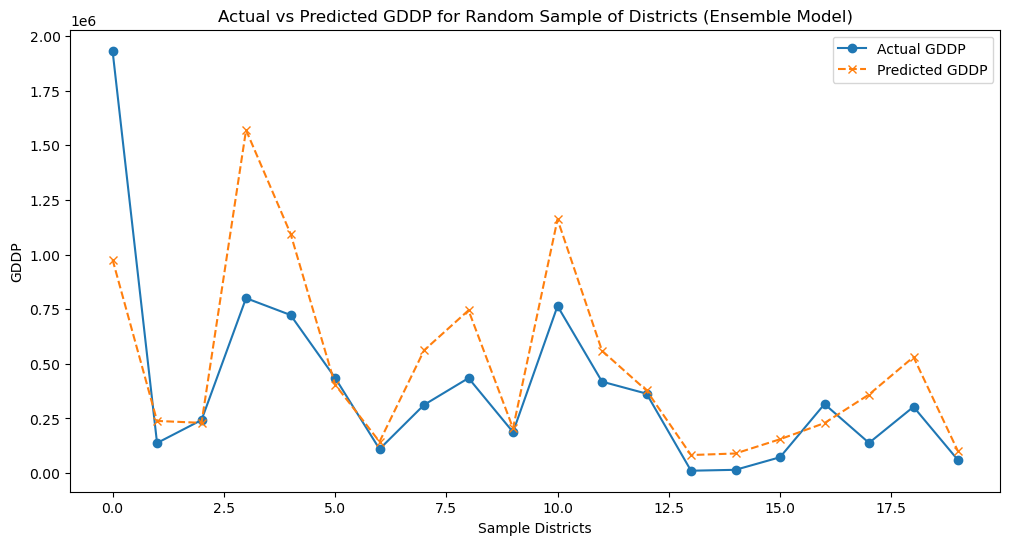 Actual vs Predicted GDDP for Random Sample of Districts (Ensemble Model)
1e6
Actual GDDP
Predicted GDDP
2.00
1.75
1.50
1.25
1.00
0.75
0.50
0.25
0.00
GDDP
0.0 2.5 5.0 7.5 10.0 12.5 15.0 17.5
Sample Districts